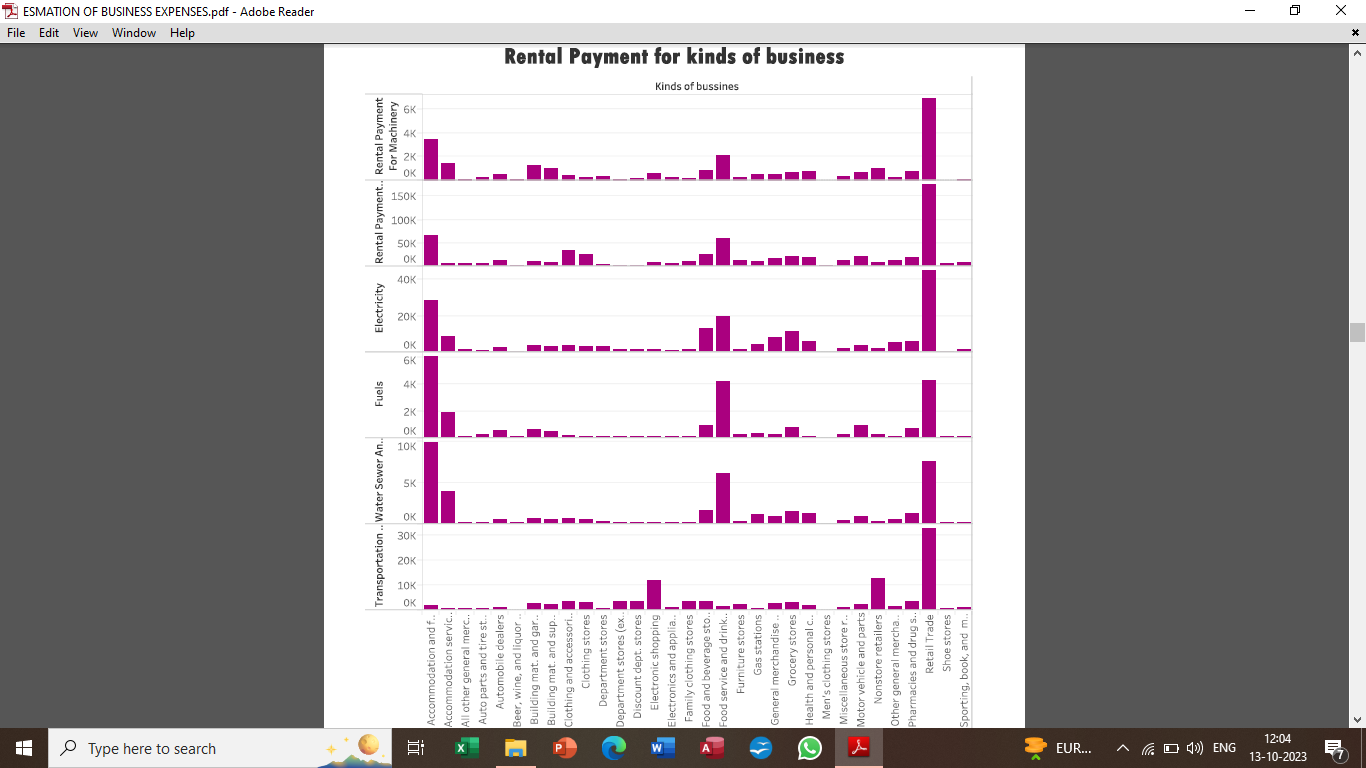 ESMATION OF BUSINESS EXPENSES.pdf - Adobe Reader
File Edit View Window Help
Rental Payment for kinds of business
Kinds of bussines
Rental Payment
For Machinery
6K
4K
2K
0K
Rental Payment..
150K
100K
50K
0K
Electricity
40K
20K
0K
Fuels
6K
4K
2K
0K
Water Sewer An..
10K
5K
0K
Transportation ..
30K
20K
10K
0K
Accommodation and f..
Accommodation servic..
All other general merc..
Auto parts and tire st..
Automobile dealers
Beer, wine, and liquor ..
Building mat. and gar..
Building mat. and sup..
Clothing and accessori..
Clothing stores
Department stores
Department stores (ex..
Discount dept. stores
Electronic shopping
Electronics and applia..
Family clothing stores
Food and beverage sto..
Food service and drink..
Furniture stores
Gas stations
General merchandise ..
Grocery stores
Health and personal c..
Men's clothing stores
Miscellaneous store r..
Motor vehicle and parts
Nonstore retailers
Other general mercha..
Pharmacies and drug s..
Retail Trade
Shoe stores
Sporting, book, and m..
Type here to search
EUR...
ENG
12:04
13-10-2023
7